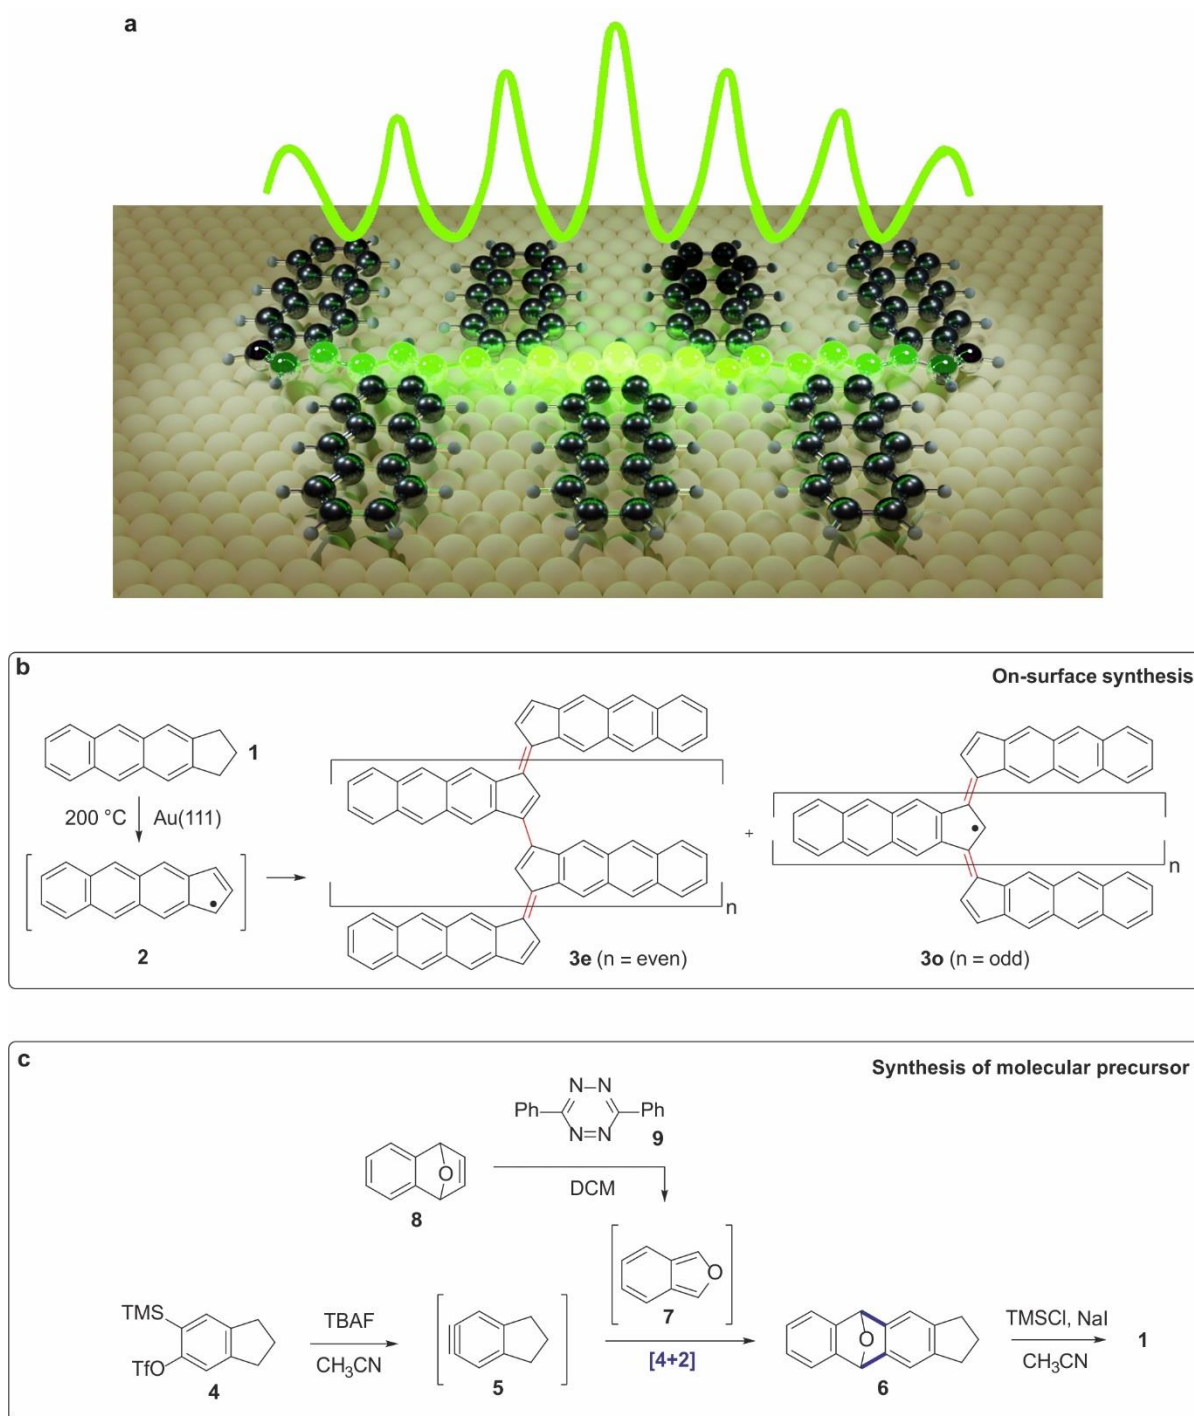 a
b
On-surface synthesis
1
200 °C
Au(111)
2
+
n
n
3e (n = even)
3o (n = odd)
c
Synthesis of molecular precursor
N N
Ph
Ph
N=N
9
O
DCM
8
O
7
TMS
TfO
4
TBAF
CH₃CN
5
[4+2]
O
6
TMSCl, NaI
CH₃CN
1